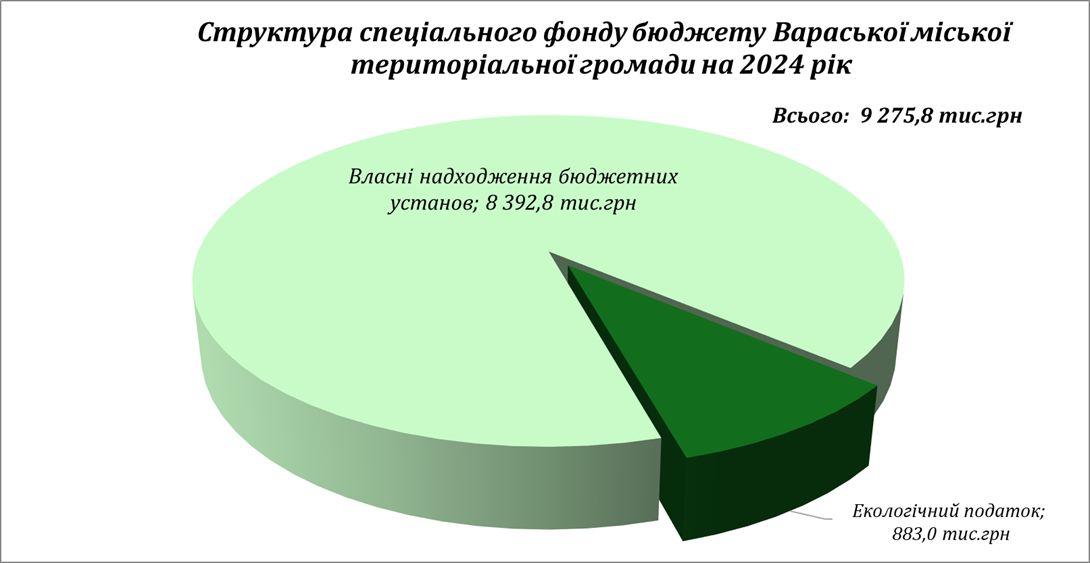 Структура спеціального фонду бюджету Вараської міської
територіальної громади на 2024 рік
Всього:  9 275,8 тис.грн
Власні надходження бюджетних
установ; 8 392,8 тис.грн
Екологічний податок;
883,0 тис.грн